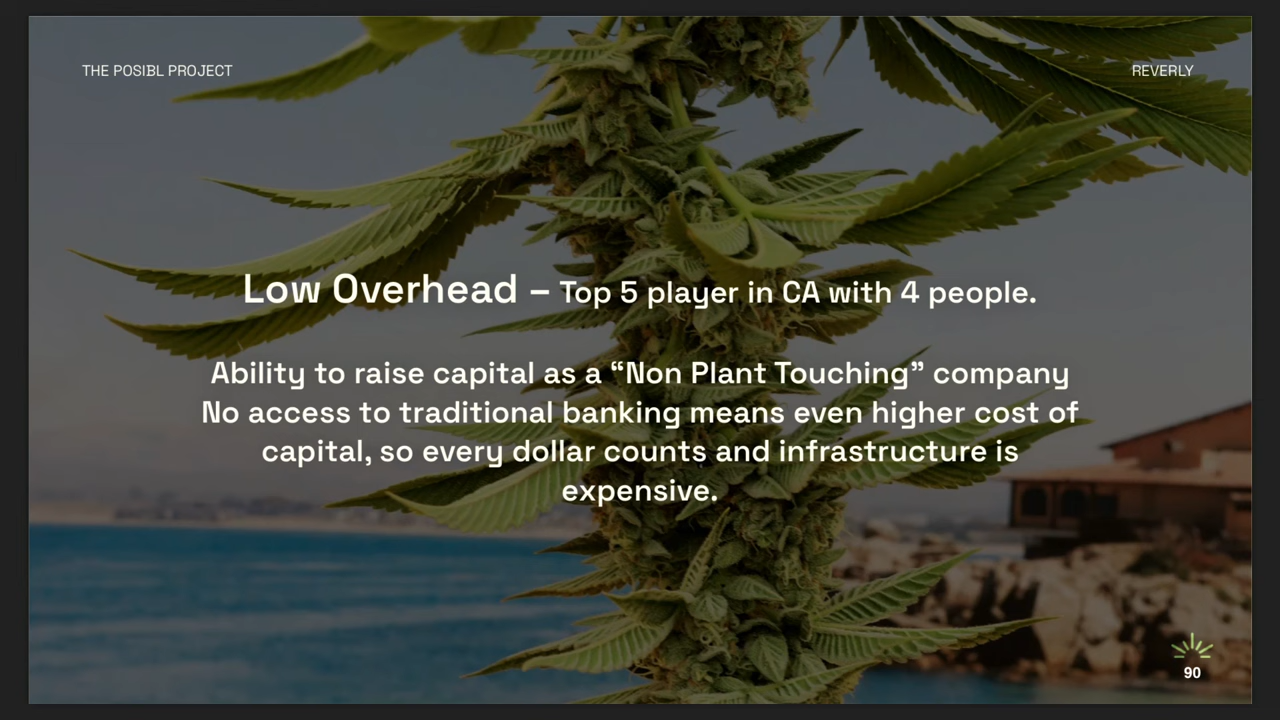 THE POSIBL PROJECT
REVERLY
Low Overhead – Top 5 player in CA with 4 people.
Ability to raise capital as a “Non Plant Touching” company
No access to traditional banking means even higher cost of
capital, so every dollar counts and infrastructure is
expensive.
90